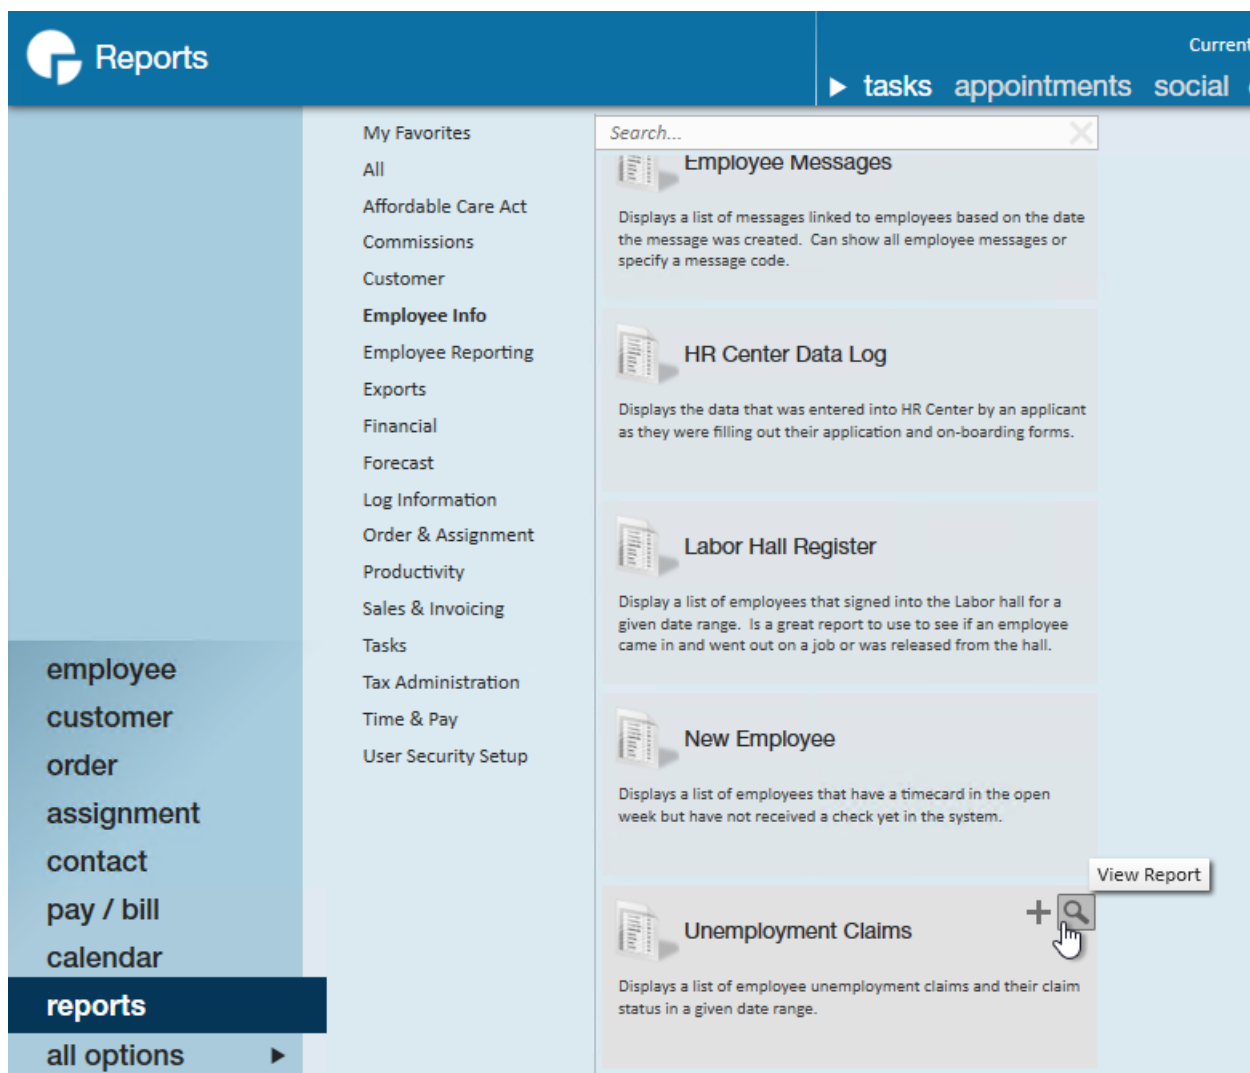 Reports
Current
tasks appointments social
My Favorites
All
Affordable Care Act
Commissions
Customer
Employee Info
Employee Reporting
Exports
Financial
Forecast
Log Information
Order & Assignment
Productivity
Sales & Invoicing
Tasks
Tax Administration
Time & Pay
User Security Setup
Search...
Employee Messages
Displays a list of messages linked to employees based on the date
the message was created.  Can show all employee messages or
specify a message code.
HR Center Data Log
Displays the data that was entered into HR Center by an applicant
as they were filling out their application and on-boarding forms.
Labor Hall Register
Display a list of employees that signed into the Labor hall for a
given date range.  Is a great report to use to see if an employee
came in and went out on a job or was released from the hall.
New Employee
Displays a list of employees that have a timecard in the open
week but have not received a check yet in the system.
View Report
Unemployment Claims
Displays a list of employee unemployment claims and their claim
status in a given date range.
employee
customer
order
assignment
contact
pay / bill
calendar
reports
all options